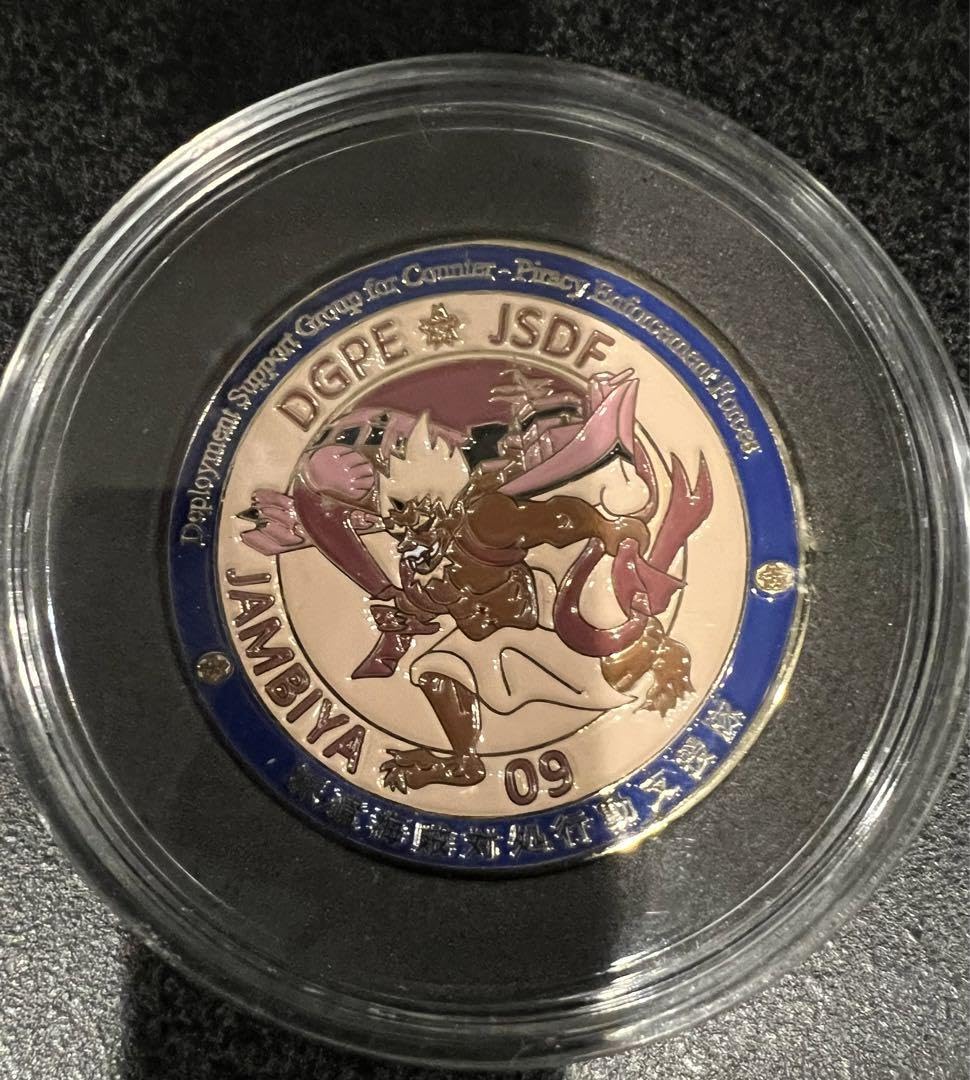 Deployment Support Group for Counter - Piracy Enforcement Forces
DGPE JSDF
JAMBIYA
09
派遣海賊対処行動支援隊